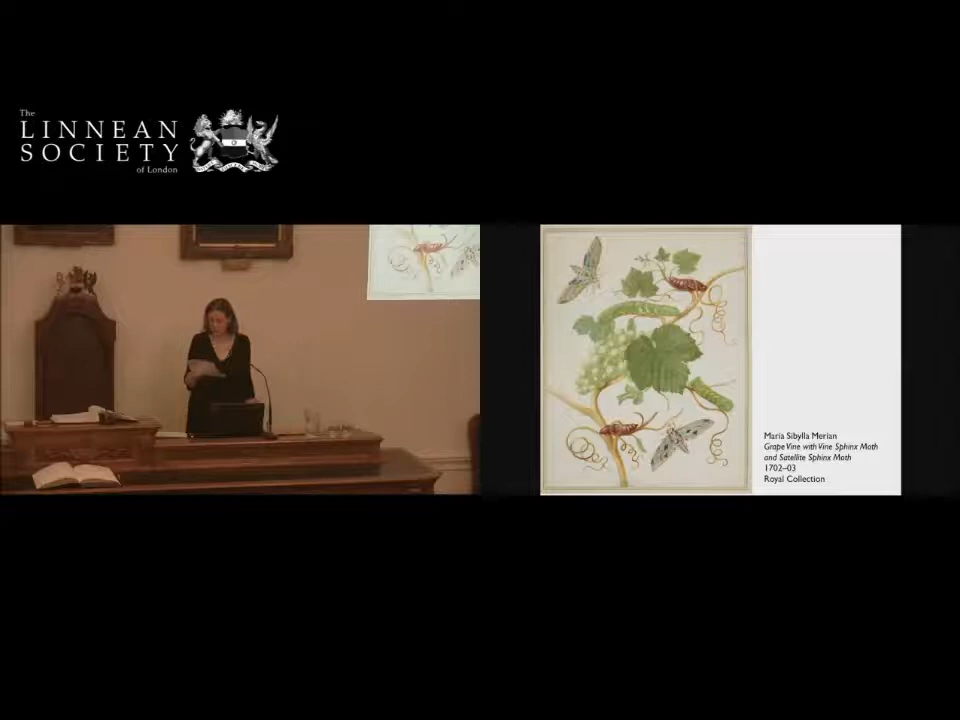 The
LINNEAN
SOCIETY
of London
Maria Sibylla Merian
Grape Vine with Vine Sphinx Moth
and Satellite Sphinx Moth
1702–03
Royal Collection